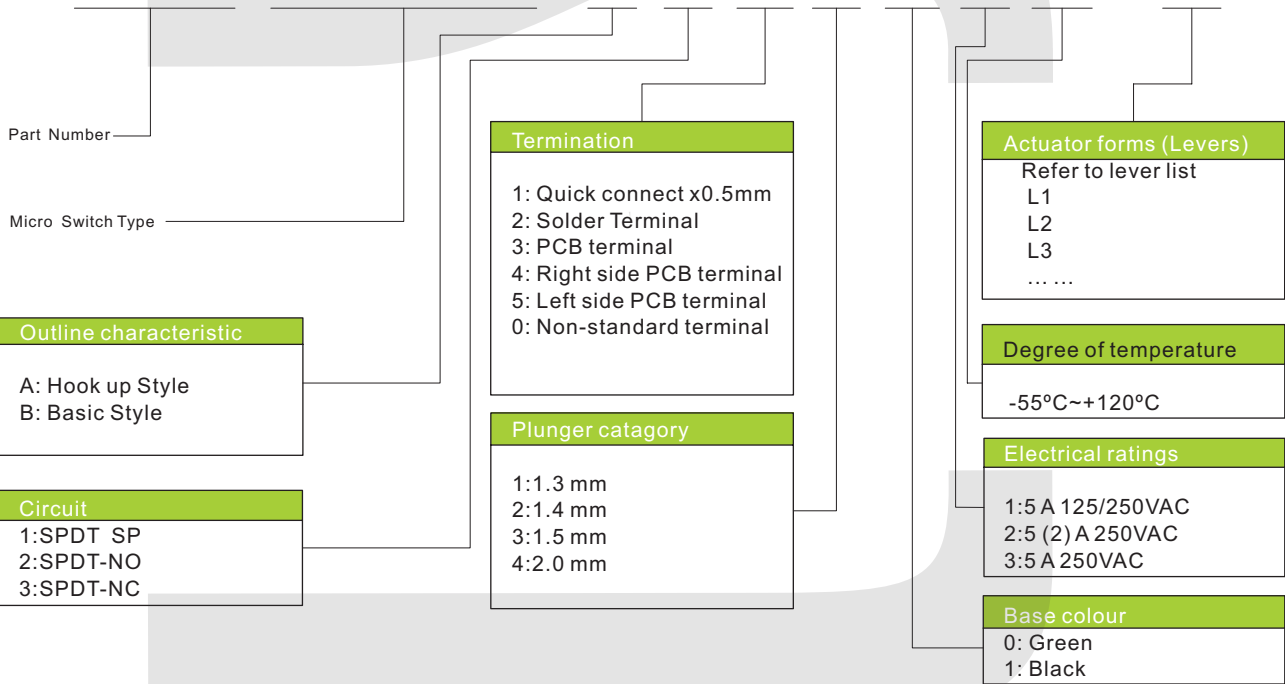 Part Number
Micro Switch Type
Outline characteristic
A: Hook up Style
B: Basic Style
Circuit
1:SPDT SP
2:SPDT-NO
3:SPDT-NC
Termination
1: Quick connect x0.5mm
2: Solder Terminal
3: PCB terminal
4: Right side PCB terminal
5: Left side PCB terminal
0: Non-standard terminal
Plunger catagory
1:1.3 mm
2:1.4 mm
3:1.5 mm
4:2.0 mm
Actuator forms (Levers)
Refer to lever list
L1
L2
L3
... ...
Degree of temperature
-55ºC~+120ºC
Electrical ratings
1:5 A 125/250VAC
2:5 (2) A 250VAC
3:5 A 250VAC
Base colour
0: Green
1: Black